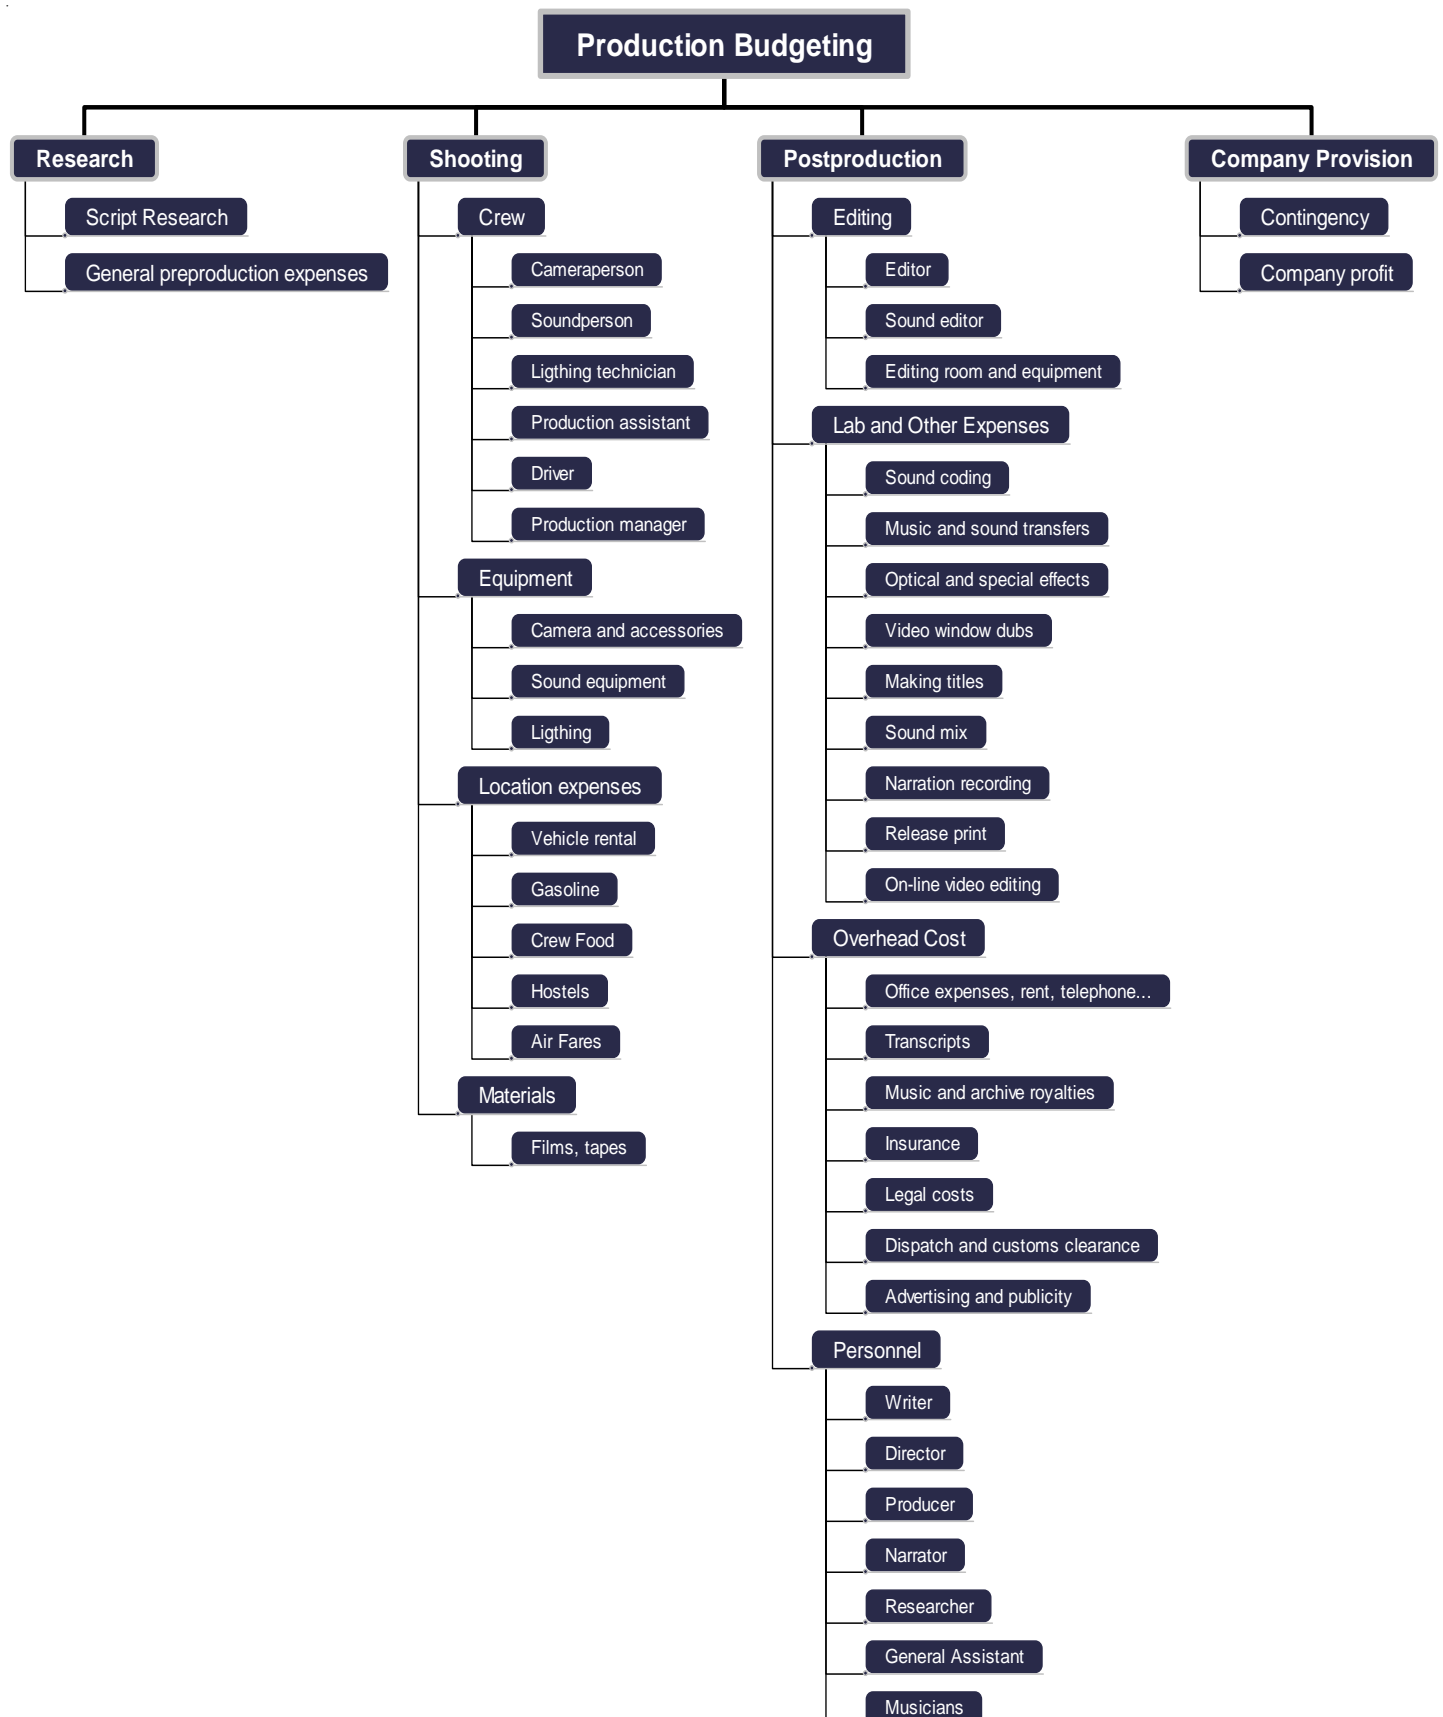 Production Budgeting
Research
Script Research
General preproduction expenses
Shooting
Crew
Cameraperson
Soundperson
Ligthing technician
Production assistant
Driver
Production manager
Equipment
Camera and accessories
Sound equipment
Ligthing
Location expenses
Vehicle rental
Gasoline
Crew Food
Hostels
Air Fares
Materials
Films, tapes
Postproduction
Editing
Editor
Sound editor
Editing room and equipment
Lab and Other Expenses
Sound coding
Music and sound transfers
Optical and special effects
Video window dubs
Making titles
Sound mix
Narration recording
Release print
On-line video editing
Overhead Cost
Office expenses, rent, telephone...
Transcripts
Music and archive royalties
Insurance
Legal costs
Dispatch and customs clearance
Advertising and publicity
Personnel
Writer
Director
Producer
Narrator
Researcher
General Assistant
Musicians
Company Provision
Contingency
Company profit